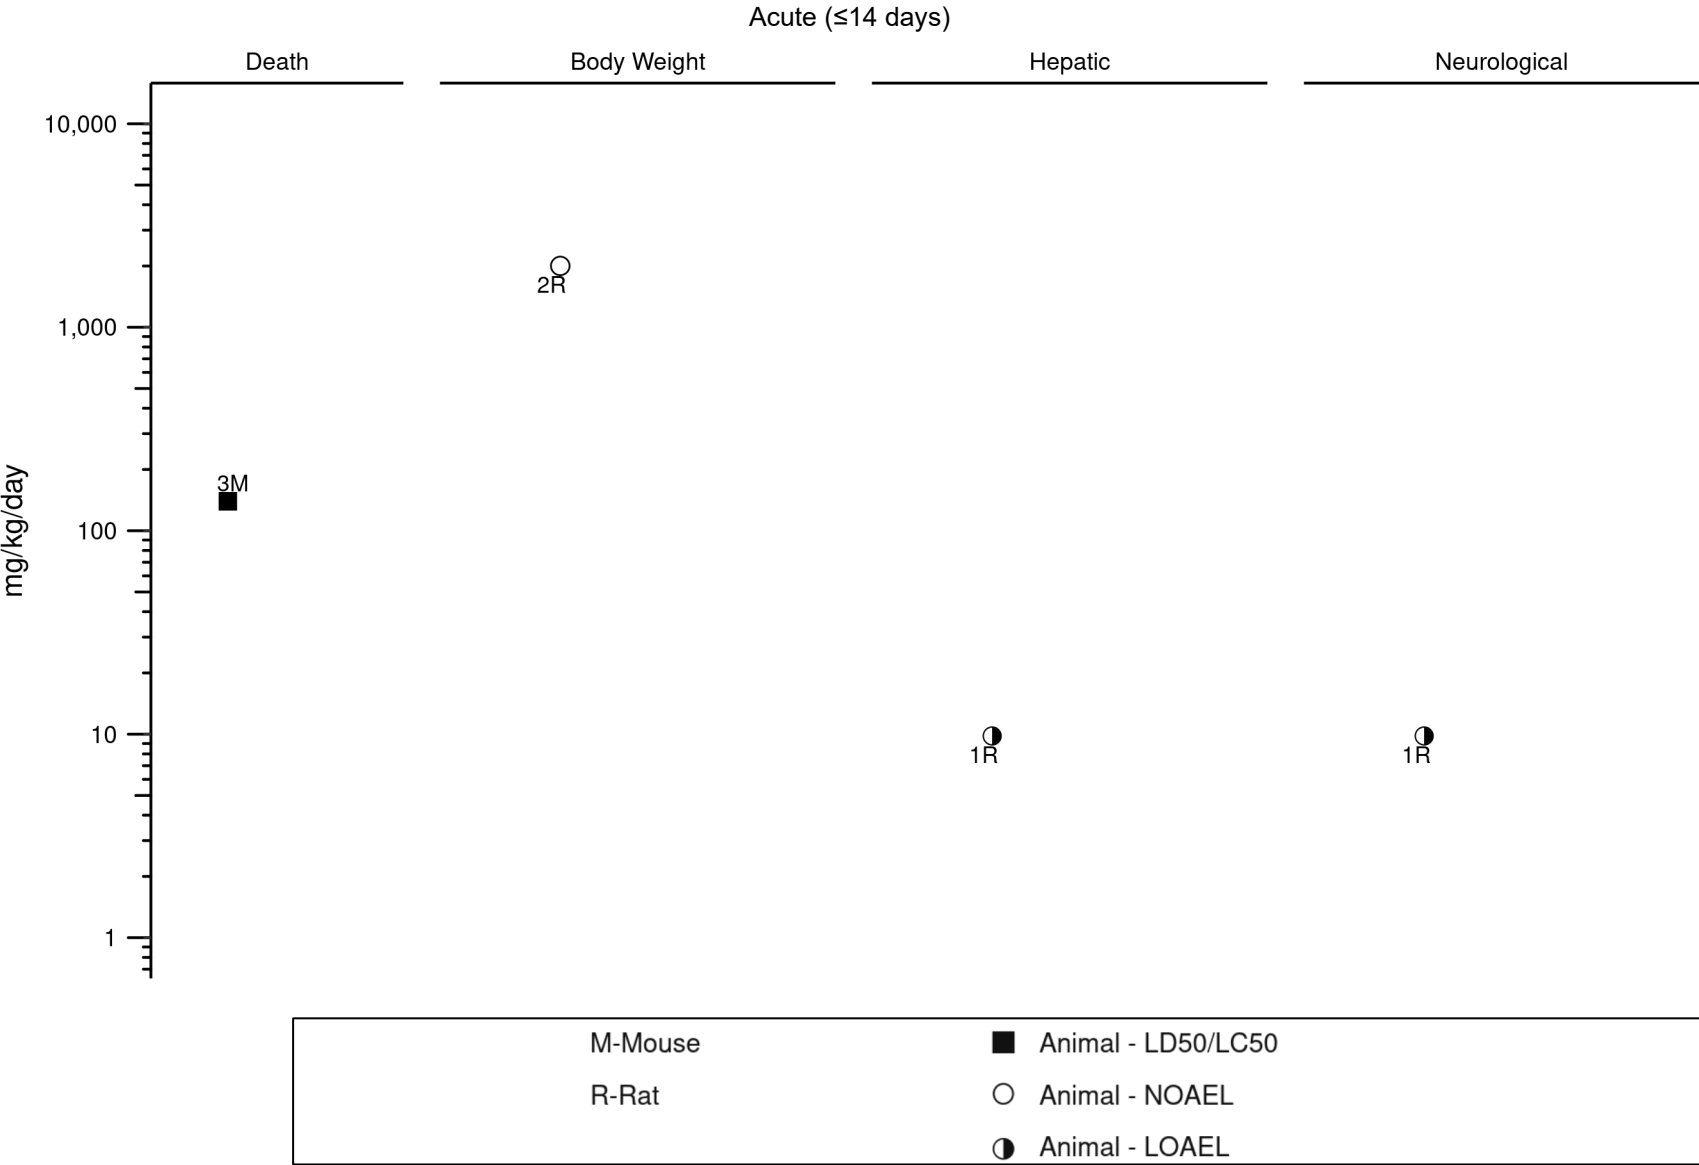 Acute (≤14 days)
Death Body Weight Hepatic Neurological
10,000
2R
1,000
3M
100
mg/kg/day
10
1R 1R
1
M-Mouse Animal - LD50/LC50
R-Rat Animal - NOAEL
Animal - LOAEL